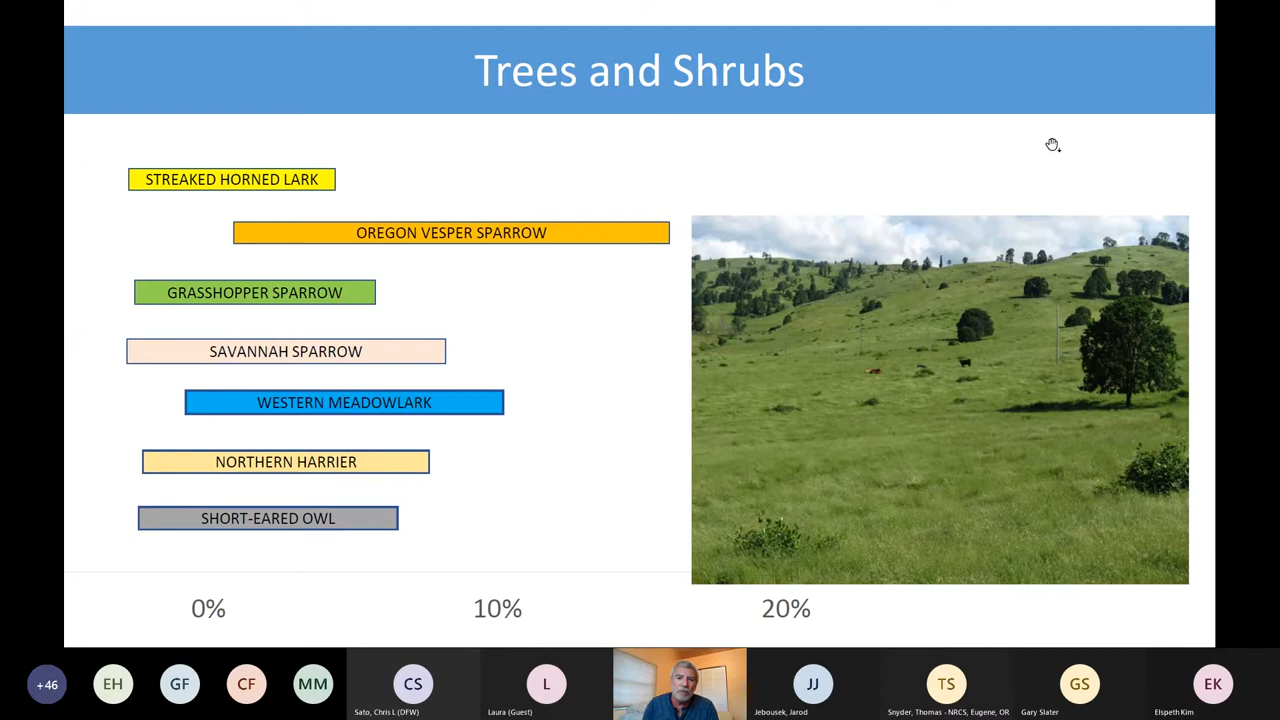 Trees and Shrubs
STREAKED HORNED LARK
OREGON VESPER SPARROW
GRASSHOPPER SPARROW
SAVANNAH SPARROW
WESTERN MEADOWLARK
NORTHERN HARRIER
SHORT-EARED OWL
0% 10% 20%
+46 EH GF CF MM CS L JJ TS GS EK
Sato, Chris L (DFW) Laura (Guest) Jebousek, Jarod Snyder, Thomas - NRCS, Eugene, OR Gary Slater Elspeth Kim